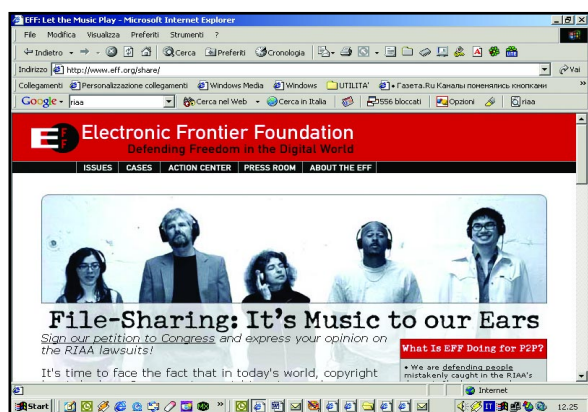 EFF: Let the Music Play - Microsoft Internet Explorer
File Modifica Visualizza Preferiti Strumenti ?
Indietro Cerca Preferiti Cronologia
Indirizzo http://www.eff.org/share/ Vai
Collegamenti Personalizzazione collegamenti Windows Media Windows UTILITA' Газета.Ru Каналы поменялись кнопками
Google riaa Cerca nel Web Cerca in Italia 3556 bloccati Opzioni riaa
EFF Electronic Frontier Foundation
Defending Freedom in the Digital World
ISSUES CASES ACTION CENTER PRESS ROOM ABOUT THE EFF
File-Sharing: It's Music to our Ears
Sign our petition to Congress and express your opinion on
the RIAA lawsuits!
It's time to face the fact that in today's world, copyright
What Is EFF Doing for P2P?
• We are defending people
mistakenly caught in the RIAA's
Internet
Start IT 12.25